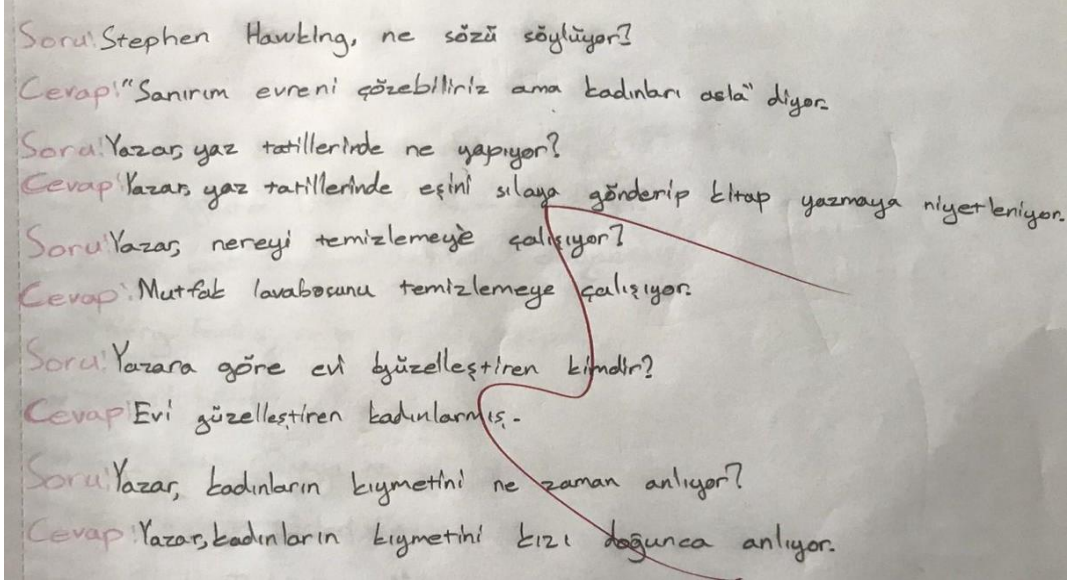 Soru: Stephen Hawking, ne sözü söylüyor?
Cevap: "Sanırım evreni çözebiliriz ama kadınları asla" diyor.
Soru: Yazar, yaz tatillerinde ne yapıyor?
Cevap: Yazar, yaz tatillerinde eşini sılaya gönderip kitap yazmaya niyetleniyor.
Soru: Yazar, nereyi temizlemeye çalışıyor?
Cevap: Mutfak lavabosunu temizlemeye çalışıyor.
Soru: Yazara göre evi güzelleştiren kimdir?
Cevap: Evi güzelleştiren kadınlarmış.
Soru: Yazar, kadınların kıymetini ne zaman anlıyor?
Cevap: Yazar, kadınların kıymetini kızı doğunca anlıyor.